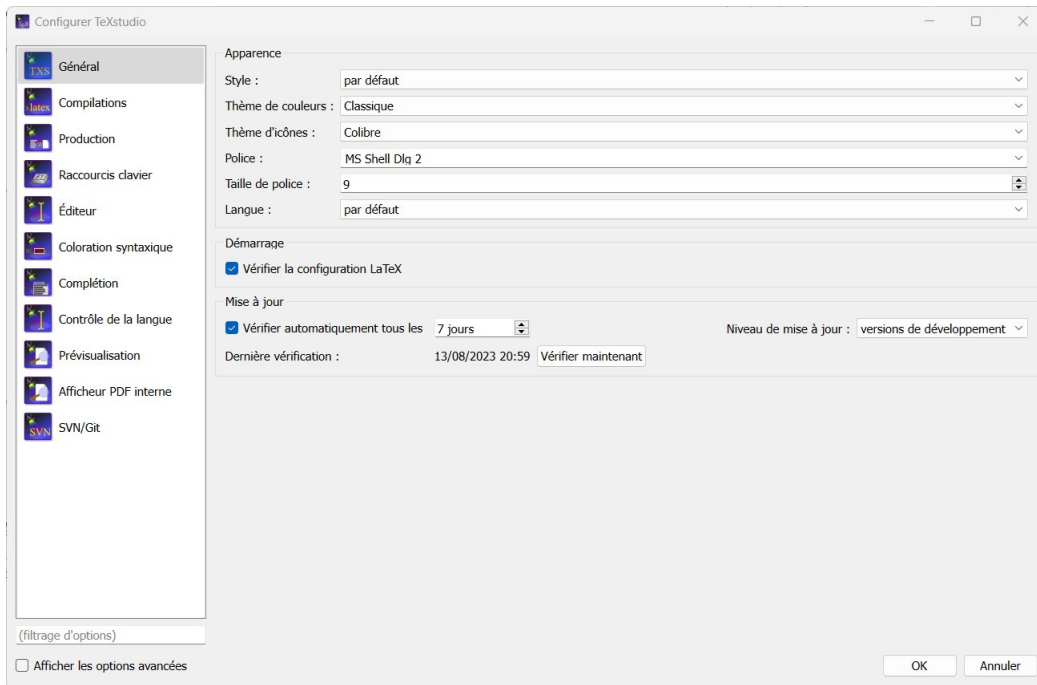 Configurer TeXstudio
TXS Général
>latex Compilations
Production
Raccourcis clavier
Éditeur
Coloration syntaxique
Complétion
Contrôle de la langue
Prévisualisation
Afficheur PDF interne
SVN SVN/Git
(filtrage d'options)
Afficher les options avancées
Apparence
Style : par défaut
Thème de couleurs : Classique
Thème d'icônes : Colibre
Police : MS Shell Dlg 2
Taille de police : 9
Langue : par défaut
Démarrage
Vérifier la configuration LaTeX
Mise à jour
Vérifier automatiquement tous les 7 jours Niveau de mise à jour : versions de développement
Dernière vérification : 13/08/2023 20:59 Vérifier maintenant
OK Annuler